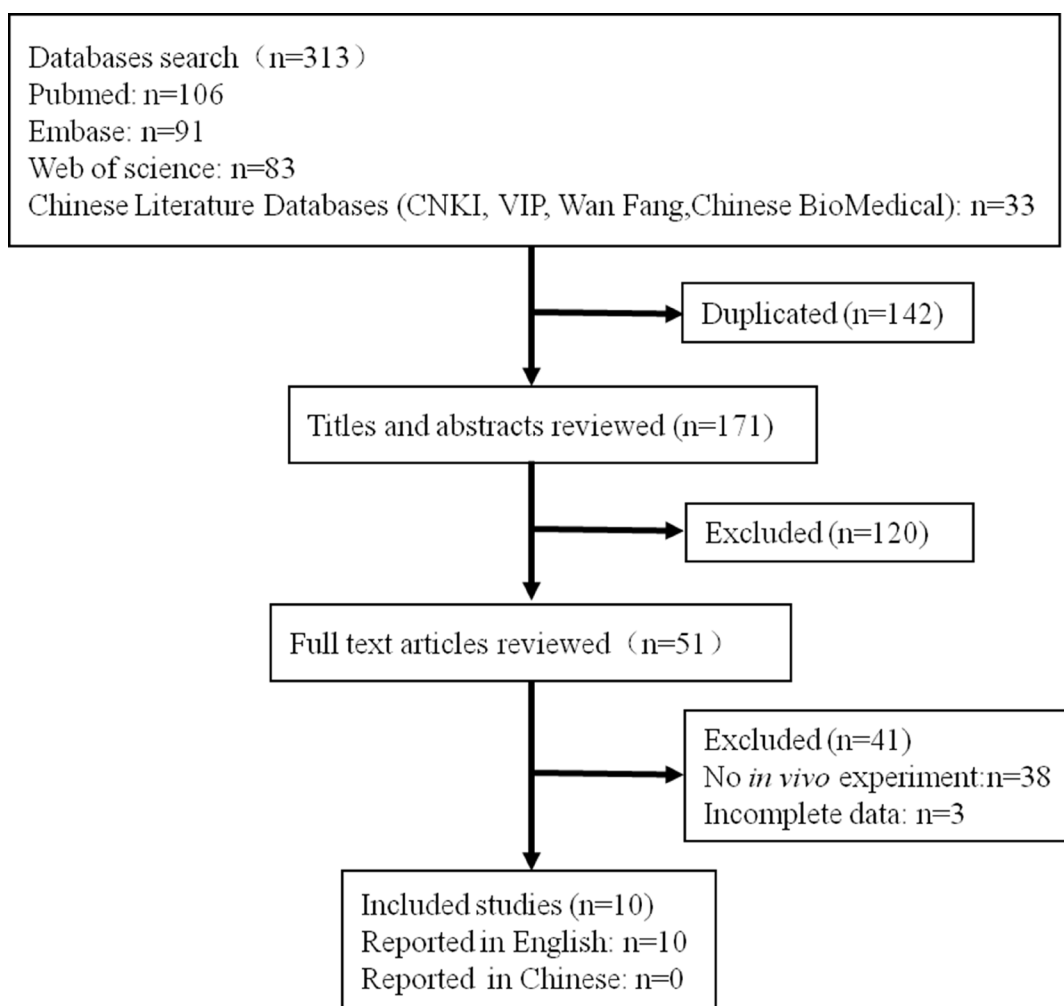 Databases search（n=313）
Pubmed: n=106
Embase: n=91
Web of science: n=83
Chinese Literature Databases (CNKI, VIP, Wan Fang,Chinese BioMedical): n=33
Duplicated (n=142)
Titles and abstracts reviewed (n=171)
Excluded (n=120)
Full text articles reviewed（n=51）
Excluded (n=41)
No in vivo experiment:n=38
Incomplete data: n=3
Included studies (n=10)
Reported in English: n=10
Reported in Chinese: n=0